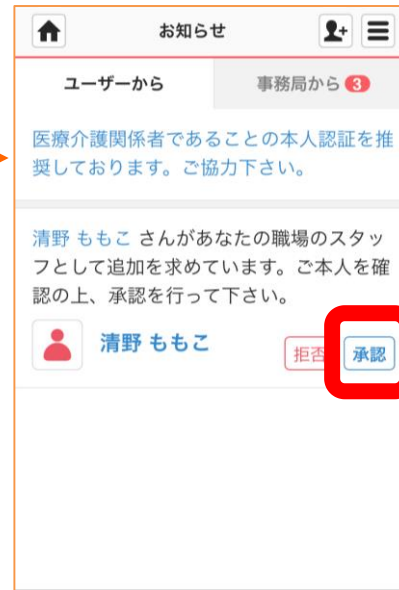 お知らせ
ユーザーから
事務局から 3
医療介護関係者であることの本人認証を推
奨しております。ご協力下さい。
清野 ももこ さんがあなたの職場のスタッ
フとして追加を求めています。ご本人を確
認の上、承認を行って下さい。
清野 ももこ
拒否
承認